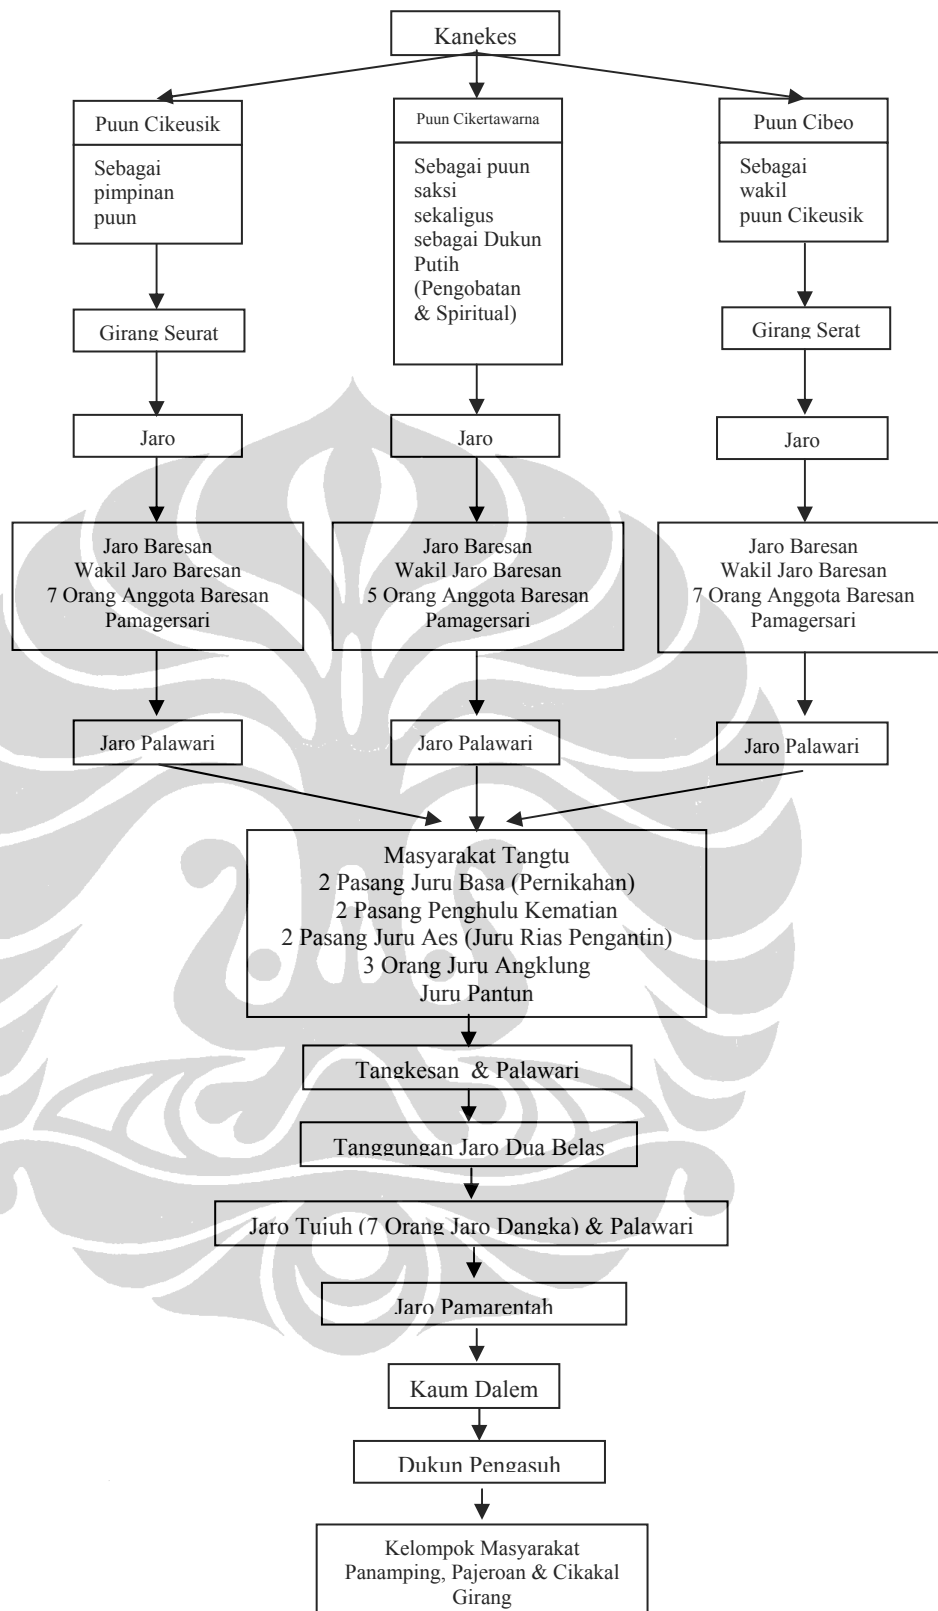 Kanekes
Puun Cikeusik
Sebagai
pimpinan
puun
Puun Cikertawarna
Sebagai puun
saksi
sekaligus
sebagai Dukun
Putih
(Pengobatan
& Spiritual)
Puun Cibeo
Sebagai
wakil
puun Cikeusik
Girang Seurat
Girang Serat
Jaro
Jaro
Jaro
Jaro Baresan
Wakil Jaro Baresan
7 Orang Anggota Baresan
Pamagersari
Jaro Baresan
Wakil Jaro Baresan
5 Orang Anggota Baresan
Pamagersari
Jaro Baresan
Wakil Jaro Baresan
7 Orang Anggota Baresan
Pamagersari
Jaro Palawari
Jaro Palawari
Jaro Palawari
Masyarakat Tangtu
2 Pasang Juru Basa (Pernikahan)
2 Pasang Penghulu Kematian
2 Pasang Juru Aes (Juru Rias Pengantin)
3 Orang Juru Angklung
Juru Pantun
Tangkesan & Palawari
Tanggungan Jaro Dua Belas
Jaro Tujuh (7 Orang Jaro Dangka) & Palawari
Jaro Pamarentah
Kaum Dalem
Dukun Pengasuh
Kelompok Masyarakat
Panamping, Pajeroan & Cikakal
Girang